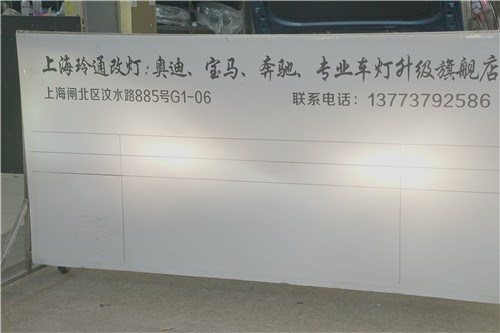 上海玲通改灯：奥迪、宝马、奔驰、专业车灯升级旗舰店
上海闸北区汶水路885号G1-06 联系电话：13773792586